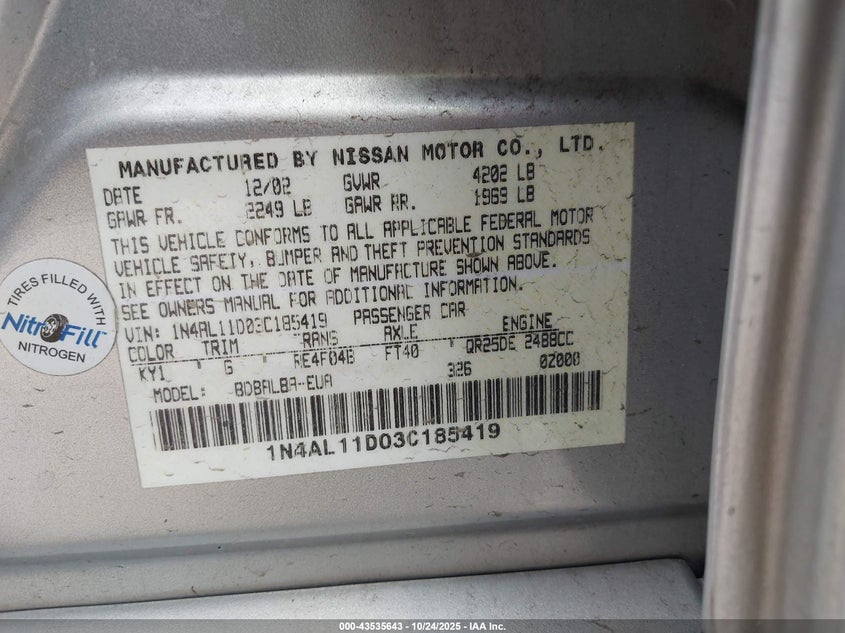 MANUFACTURED BY NISSAN MOTOR CO., LTD.
DATE 12/02 GVWR 4202 LB
GAWR FR. 2249 LB GAWR RR. 1969 LB
THIS VEHICLE CONFORMS TO ALL APPLICABLE FEDERAL MOTOR
VEHICLE SAFETY, BUMPER AND THEFT PREVENTION STANDARDS
IN EFFECT ON THE DATE OF MANUFACTURE SHOWN ABOVE.
SEE OWNERS MANUAL FOR ADDITIONAL INFORMATION.
VIN: 1N4AL11D03C185419 PASSENGER CAR
COLOR TRIM TRANS AXLE ENGINE
KY1 G RE4F04B FT40 QR25DE 2488CC
MODEL: BDBALBA-EUA 326 0Z000
1N4AL11D03C185419
TIRES FILLED WITH
NitroFill
NITROGEN
000-43535643 | 10/24/2025 | IAA Inc.